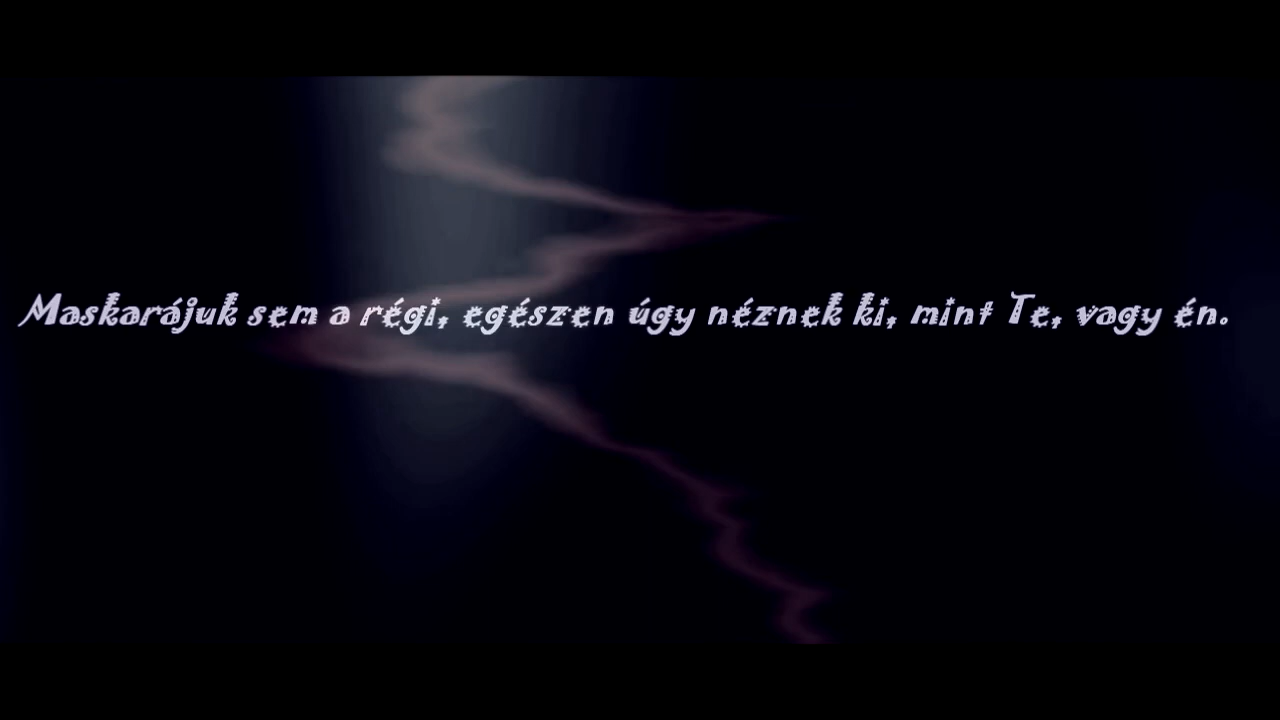 Maskarájuk sem a régi, egészen úgy néznek ki, mint Te, vagy én.